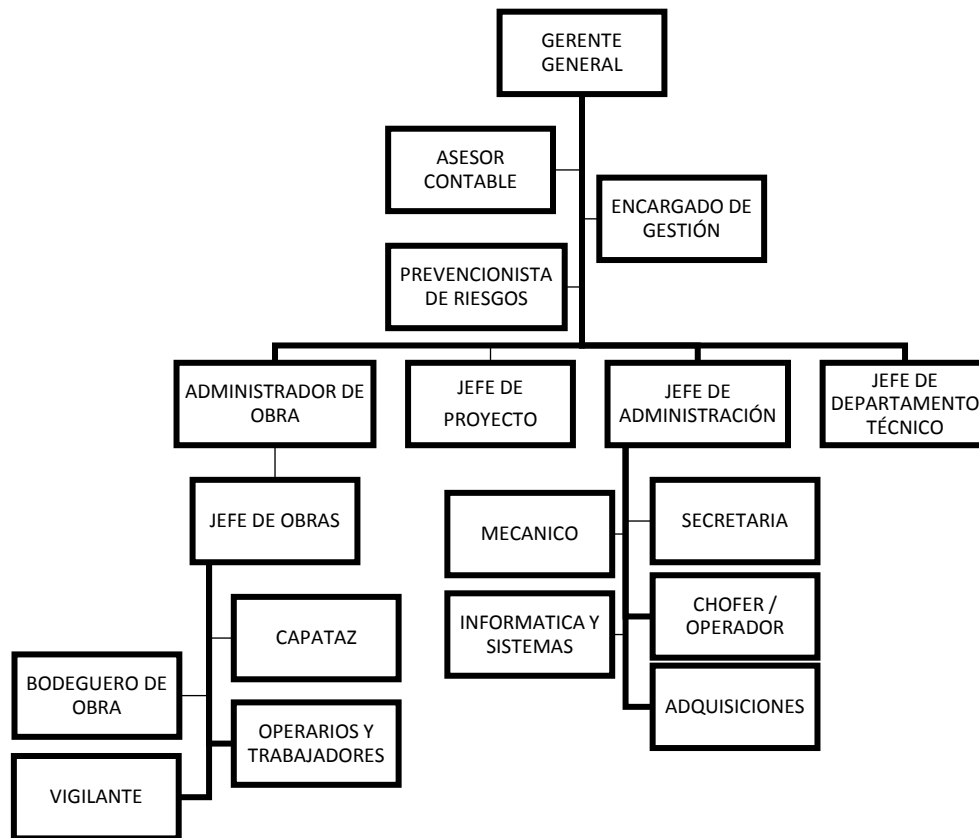 GERENTE
GENERAL
ASESOR
CONTABLE
ENCARGADO DE
GESTIÓN
PREVENCIONISTA
DE RIESGOS
ADMINISTRADOR DE
OBRA
JEFE DE
PROYECTO
JEFE DE
ADMINISTRACIÓN
JEFE DE
DEPARTAMENTO
TÉCNICO
JEFE DE OBRAS
MECANICO
SECRETARIA
CAPATAZ
INFORMATICA Y
SISTEMAS
CHOFER /
OPERADOR
BODEGUERO DE
OBRA
OPERARIOS Y
TRABAJADORES
ADQUISICIONES
VIGILANTE